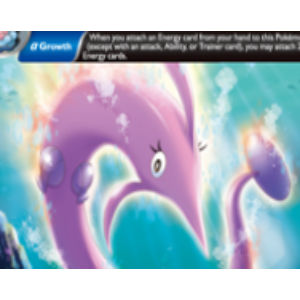 α Growth
When you attach an Energy card from your hand to this Pokém
(except with an attack, Ability, or Trainer card), you may attach
Energy cards.